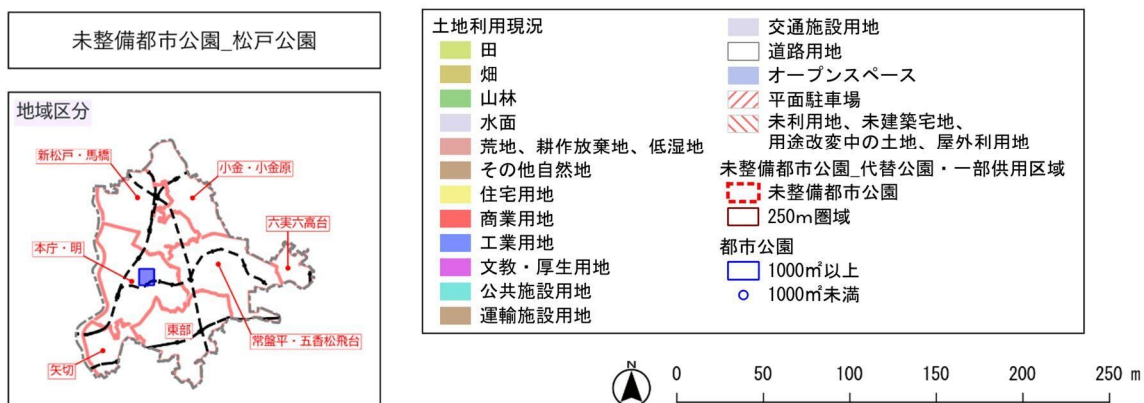 未整備都市公園_松戸公園
地域区分
新松戸・馬橋
小金・小金原
六実六高台
本庁・明
東部
常盤平・五香松飛台
矢切
土地利用現況
田
畑
山林
水面
荒地、耕作放棄地、低湿地
その他自然地
住宅用地
商業用地
工業用地
文教・厚生用地
公共施設用地
運輸施設用地
交通施設用地
道路用地
オープンスペース
平面駐車場
未利用地、未建築宅地、
用途改変中の土地、屋外利用地
未整備都市公園_代替公園・一部供用区域
未整備都市公園
250m圏域
都市公園
1000㎡以上
1000㎡未満
N
0 50 100 150 200 250 m